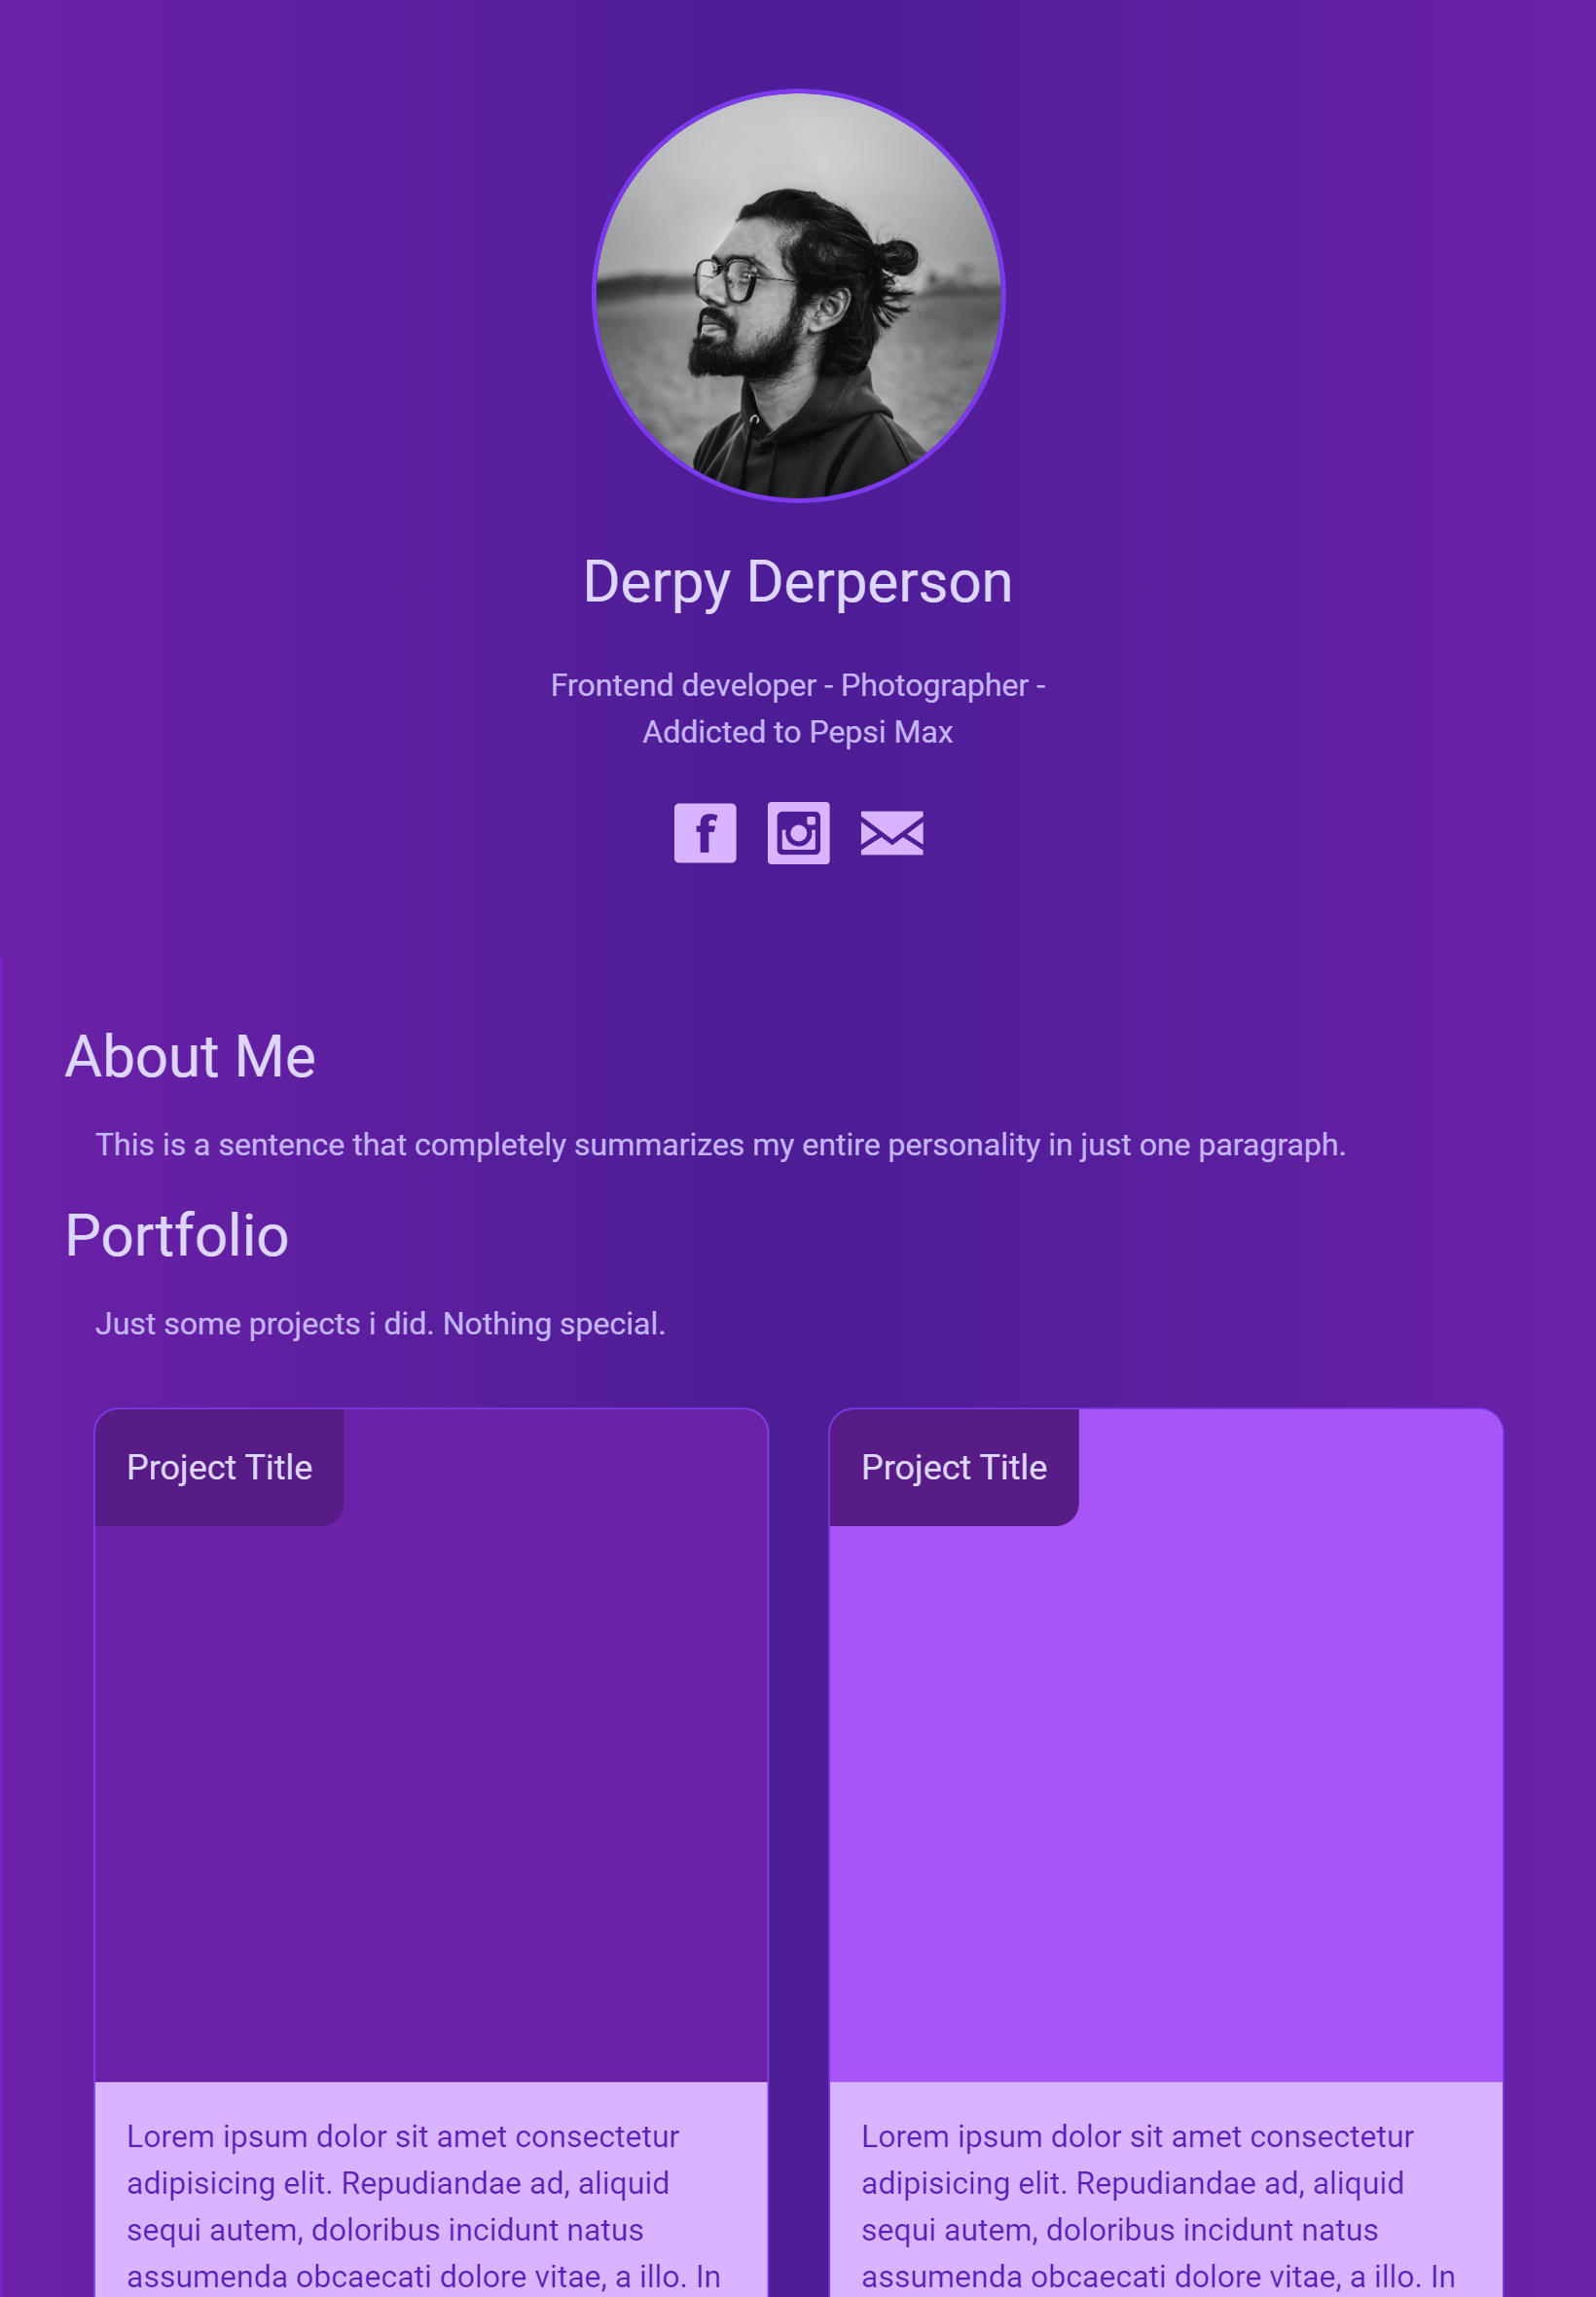 Derpy Derperson
Frontend developer - Photographer -
Addicted to Pepsi Max
About Me
This is a sentence that completely summarizes my entire personality in just one paragraph.
Portfolio
Just some projects i did. Nothing special.
Project Title
Lorem ipsum dolor sit amet consectetur
adipisicing elit. Repudiandae ad, aliquid
sequi autem, doloribus incidunt natus
assumenda obcaecati dolore vitae, a illo. In
Project Title
Lorem ipsum dolor sit amet consectetur
adipisicing elit. Repudiandae ad, aliquid
sequi autem, doloribus incidunt natus
assumenda obcaecati dolore vitae, a illo. In